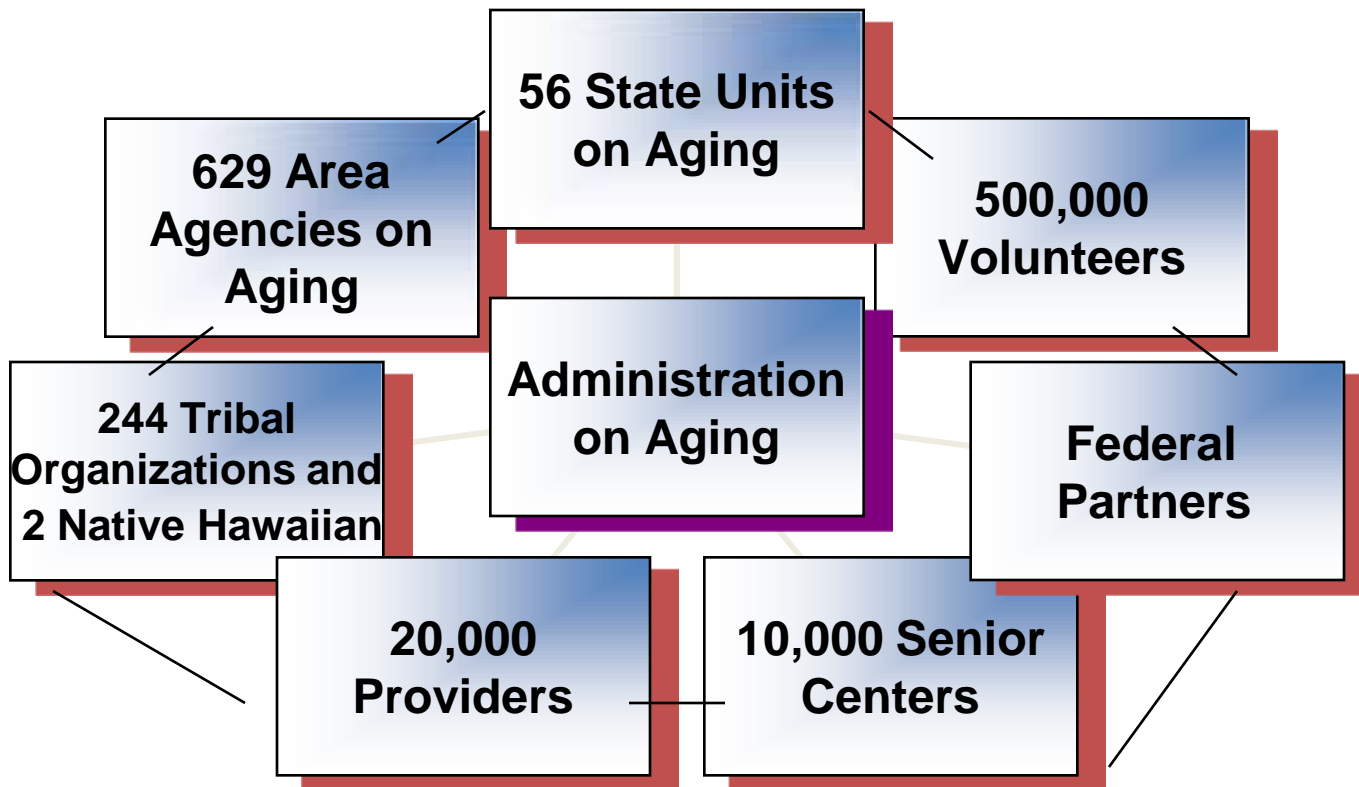 56 State Units
on Aging
629 Area
Agencies on
Aging
500,000
Volunteers
Administration
on Aging
244 Tribal
Organizations and
2 Native Hawaiian
Federal
Partners
20,000
Providers
10,000 Senior
Centers